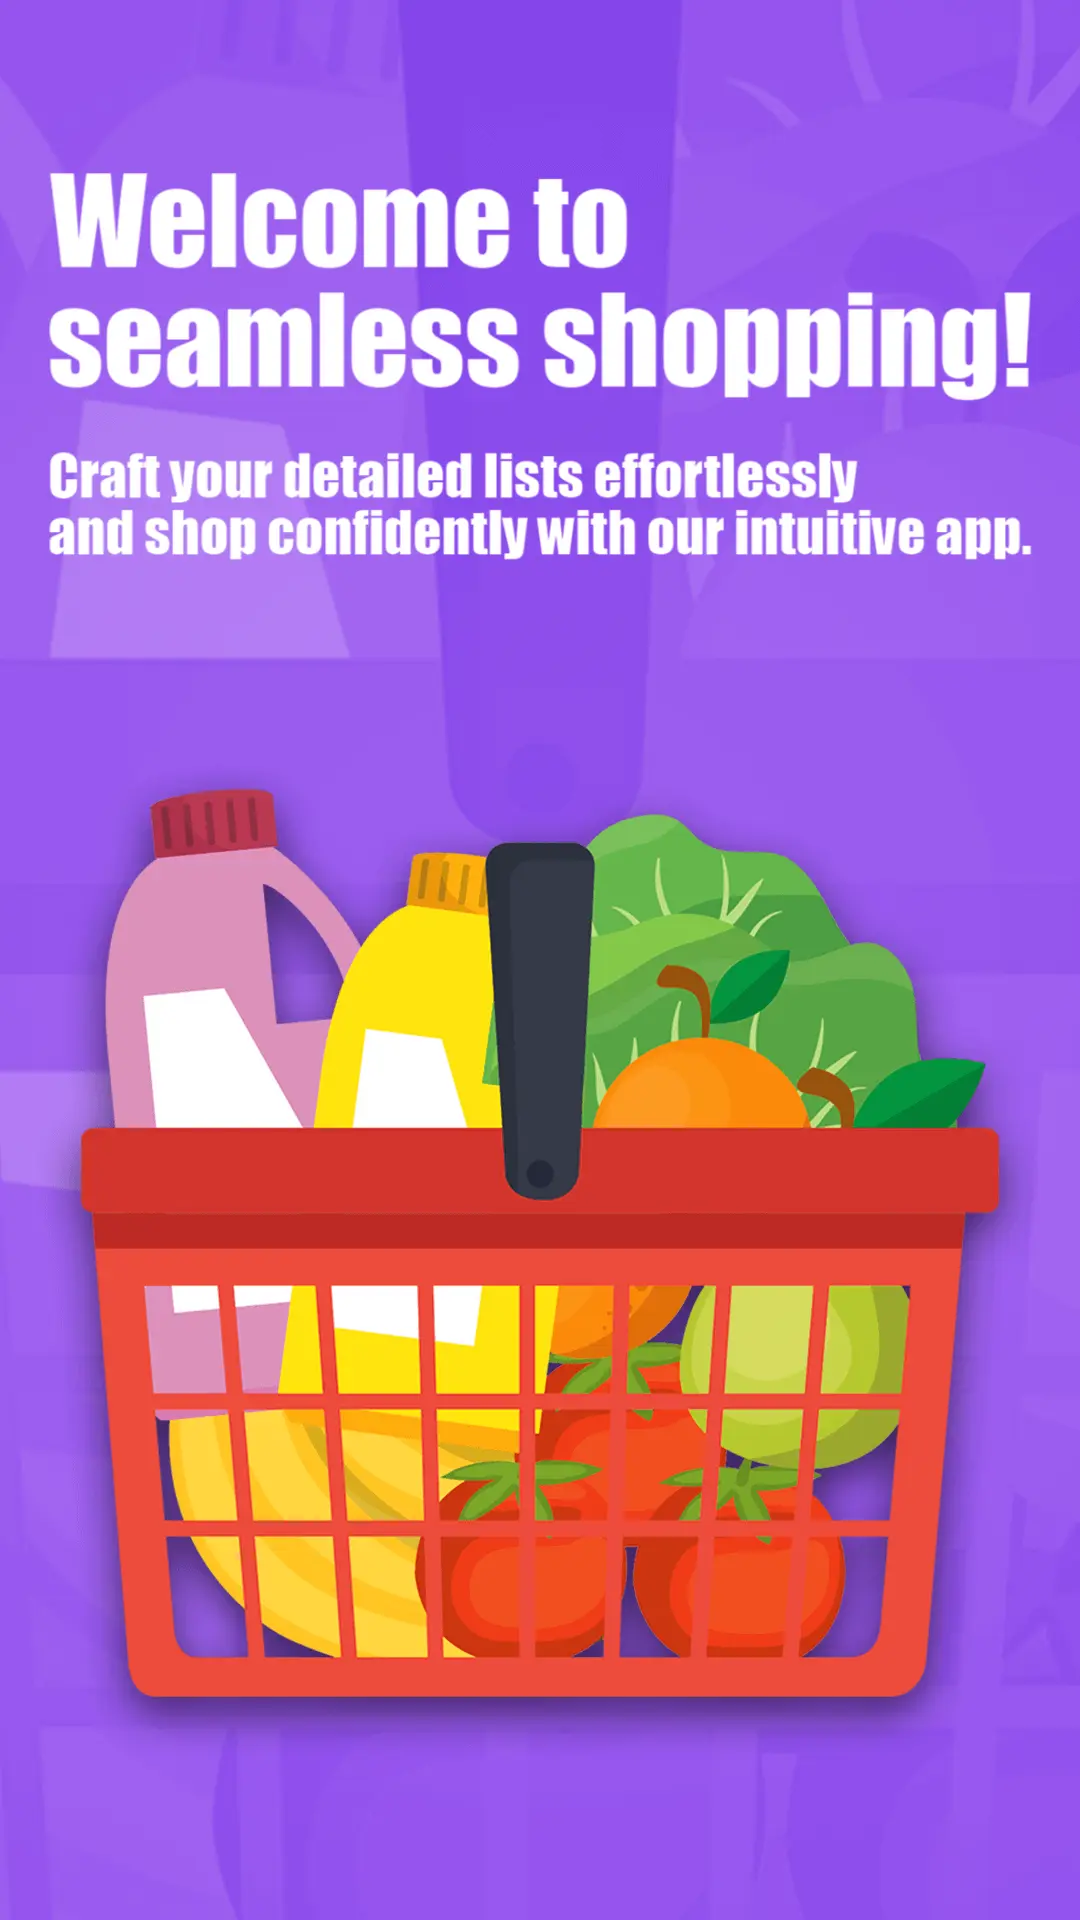 Welcome to
seamless shopping!
Craft your detailed lists effortlessly
and shop confidently with our intuitive app.